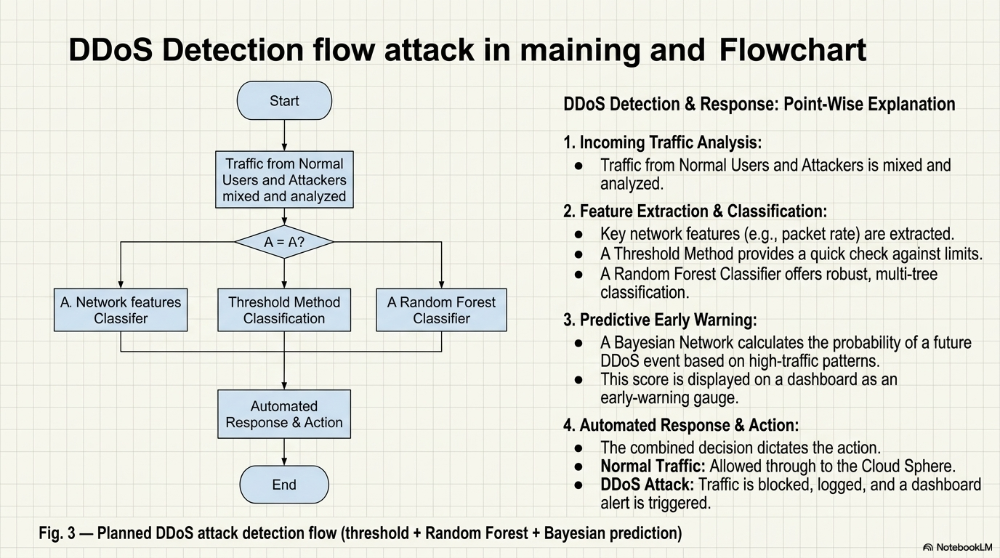 DDoS Detection flow attack in maining and Flowchart
Start
Traffic from Normal
Users and Attackers
mixed and analyzed
A = A?
A. Network features
Classifer
Threshold Method
Classification
A Random Forest
Classifier
Automated
Response & Action
End
DDoS Detection & Response: Point-Wise Explanation
1. Incoming Traffic Analysis:
● Traffic from Normal Users and Attackers is mixed and
analyzed.
2. Feature Extraction & Classification:
● Key network features (e.g., packet rate) are extracted.
● A Threshold Method provides a quick check against limits.
● A Random Forest Classifier offers robust, multi-tree
classification.
3. Predictive Early Warning:
● A Bayesian Network calculates the probability of a future
DDoS event based on high-traffic patterns.
● This score is displayed on a dashboard as an
early-warning gauge.
4. Automated Response & Action:
● The combined decision dictates the action.
● Normal Traffic: Allowed through to the Cloud Sphere.
● DDoS Attack: Traffic is blocked, logged, and a dashboard
alert is triggered.
Fig. 3 — Planned DDoS attack detection flow (threshold + Random Forest + Bayesian prediction)
NotebookLM